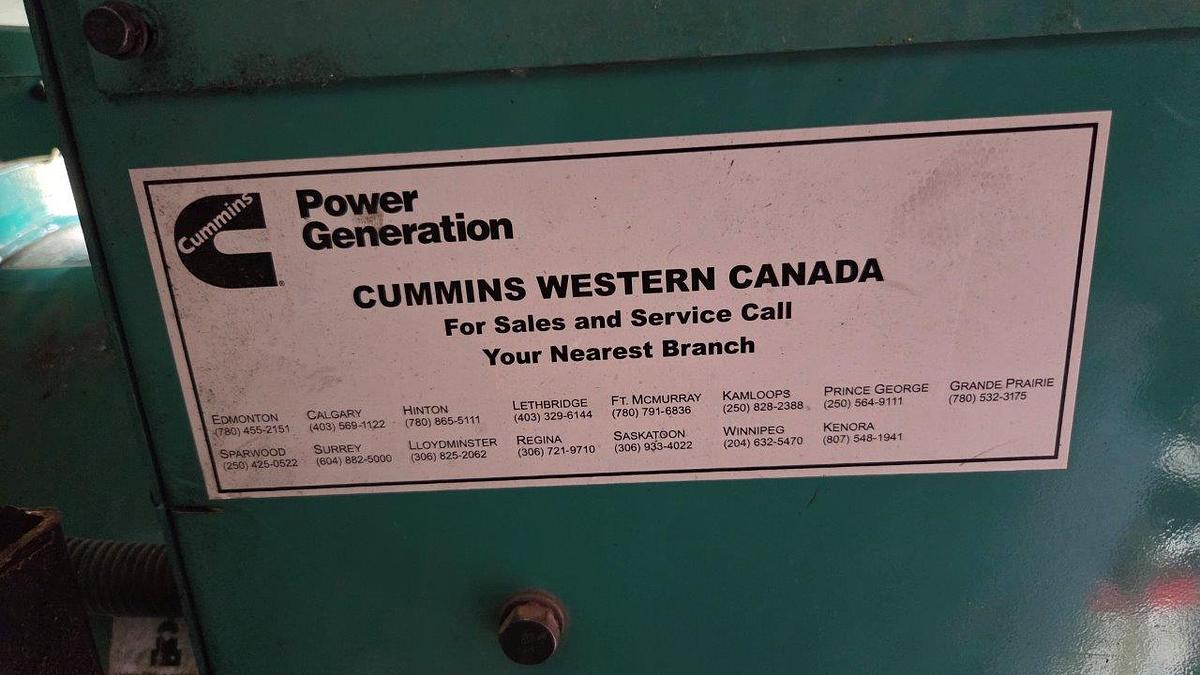 Cummins
Power
Generation
CUMMINS WESTERN CANADA
For Sales and Service Call
Your Nearest Branch
EDMONTON CALGARY HINTON LETHBRIDGE FT. MCMURRAY KAMLOOPS PRINCE GEORGE GRANDE PRAIRIE
(780) 455-2151 (403) 569-1122 (780) 865-5111 (403) 329-6144 (780) 791-6836 (250) 828-2388 (250) 564-9111 (780) 532-3175
SPARWOOD SURREY LLOYDMINSTER REGINA SASKATOON WINNIPEG KENORA
(250) 425-0522 (604) 882-5000 (306) 825-2062 (306) 721-9710 (306) 933-4022 (204) 632-5470 (807) 548-1941